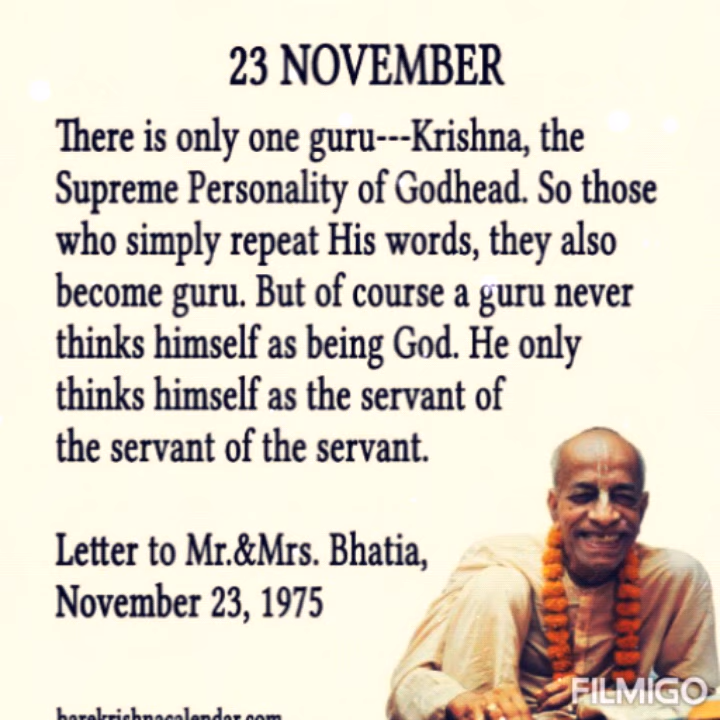 23 NOVEMBER
There is only one guru---Krishna, the
Supreme Personality of Godhead. So those
who simply repeat His words, they also
become guru. But of course a guru never
thinks himself as being God. He only
thinks himself as the servant of
the servant of the servant.
Letter to Mr.&Mrs. Bhatia,
November 23, 1975
harekrishnacalendar.com
FILMIGO